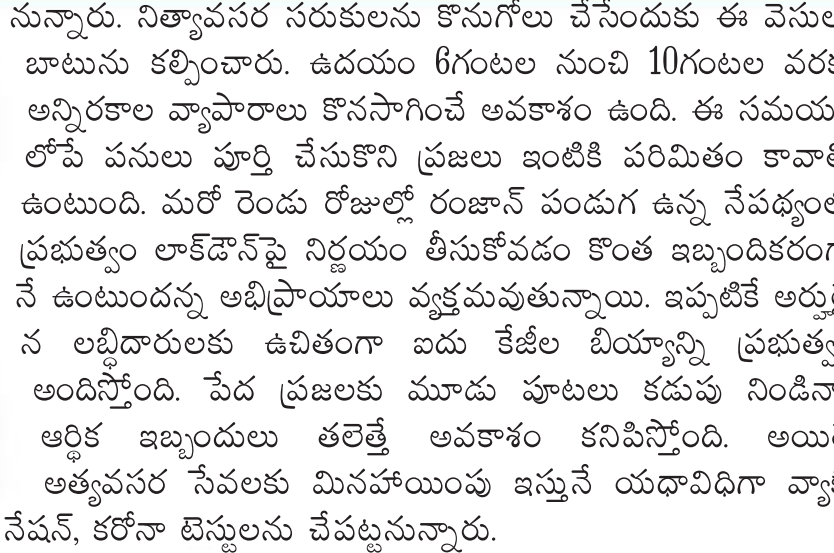 నున్నారు. నిత్యావసర సరుకులను కొనుగోలు చేసేందుకు ఈ వెసుల
బాటును కల్పించారు. ఉదయం 6గంటల నుంచి 10గంటల వరక
అన్నిరకాల వ్యాపారాలు కొనసాగించే అవకాశం ఉంది. ఈ సమయ
లోపే పనులు పూర్తి చేసుకొని ప్రజలు ఇంటికి పరిమితం కావాలి
ఉంటుంది. మరో రెండు రోజుల్లో రంజాన్ పండుగ ఉన్న నేపథ్యంల
ప్రభుత్వం లాక్‌డౌన్‌పై నిర్ణయం తీసుకోవడం కొంత ఇబ్బందికరంగ
నే ఉంటుందన్న అభిప్రాయాలు వ్యక్తమవుతున్నాయి. ఇప్పటికే అర్హు
న లబ్ధిదారులకు ఉచితంగా ఐదు కేజీల బియ్యాన్ని ప్రభుత్వ
అందిస్తోంది. పేద ప్రజలకు మూడు పూటలు కడుపు నిండినా
ఆర్థిక ఇబ్బందులు తలెత్తే అవకాశం కనిపిస్తోంది. అయి
అత్యవసర సేవలకు మినహాయింపు ఇస్తునే యధావిధిగా వ్యా
నేషన్, కరోనా టెస్టులను చేపట్టనున్నారు.